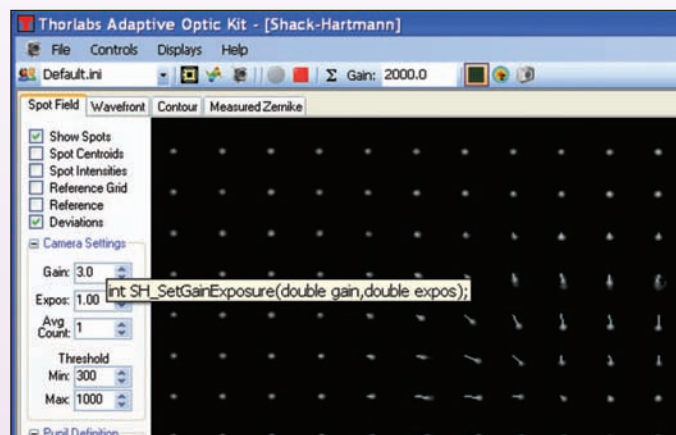 Thorlabs Adaptive Optic Kit - [Shack-Hartmann]
File Controls Displays Help
Default.ini Σ Gain: 2000.0
Spot Field Wavefront Contour Measured Zernike
Show Spots
Spot Centroids
Spot Intensities
Reference Grid
Reference
Deviations
Camera Settings
Gain: 3.0
int SH_SetGainExposure(double gain,double expos);
Expos: 1.00
Avg
Count: 1
Threshold
Min: 300
Max: 1000
Pupil Definition